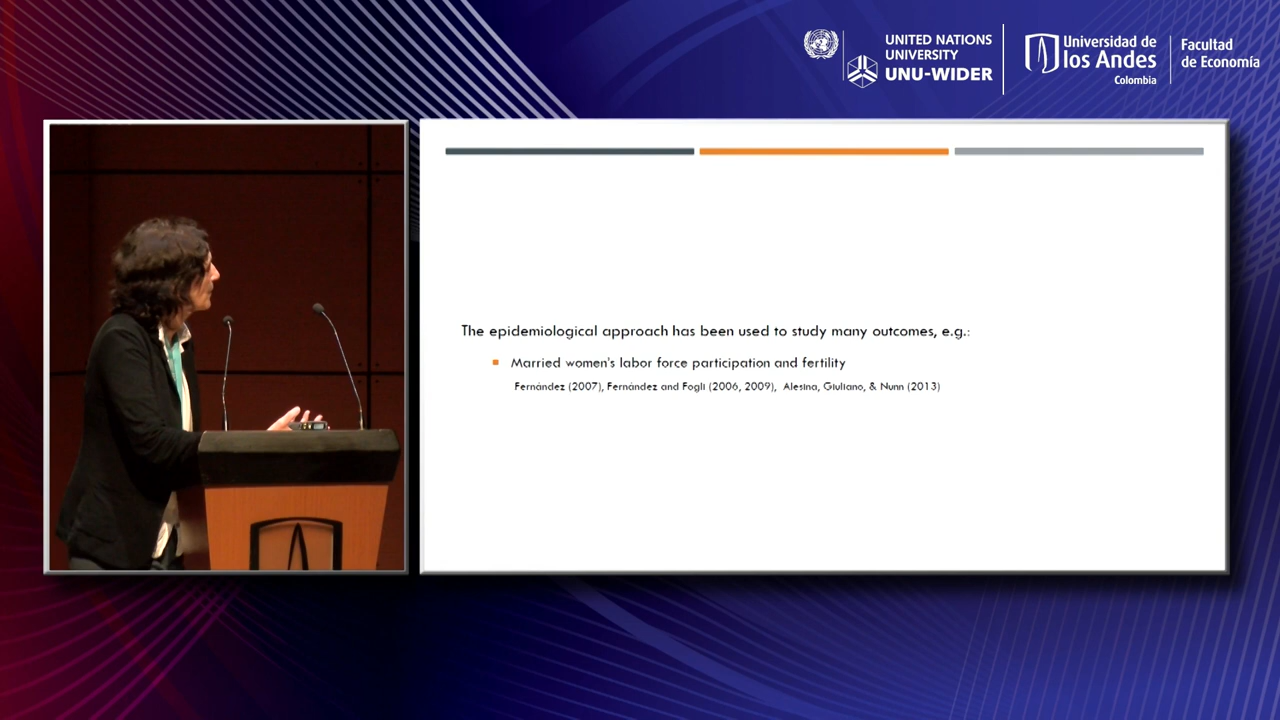 UNITED NATIONS
UNIVERSITY
UNU-WIDER
Universidad de
los Andes
Colombia
Facultad
de Economía
The epidemiological approach has been used to study many outcomes, e.g.:
Married women's labor force participation and fertility
Fernández (2007), Fernández and Fogli (2006, 2009), Alesina, Giuliano, & Nunn (2013)